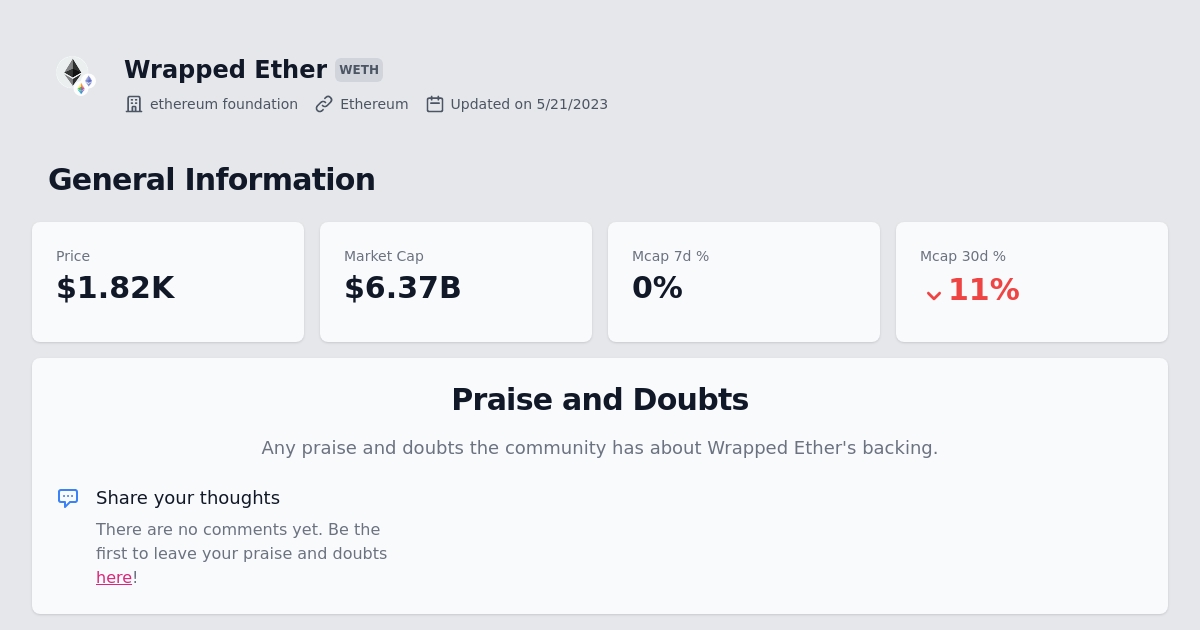 Wrapped Ether WETH
ethereum foundation Ethereum Updated on 5/21/2023
General Information
Price
$1.82K
Market Cap
$6.37B
Mcap 7d %
0%
Mcap 30d %
11%
Praise and Doubts
Any praise and doubts the community has about Wrapped Ether's backing.
Share your thoughts
There are no comments yet. Be the
first to leave your praise and doubts
here!